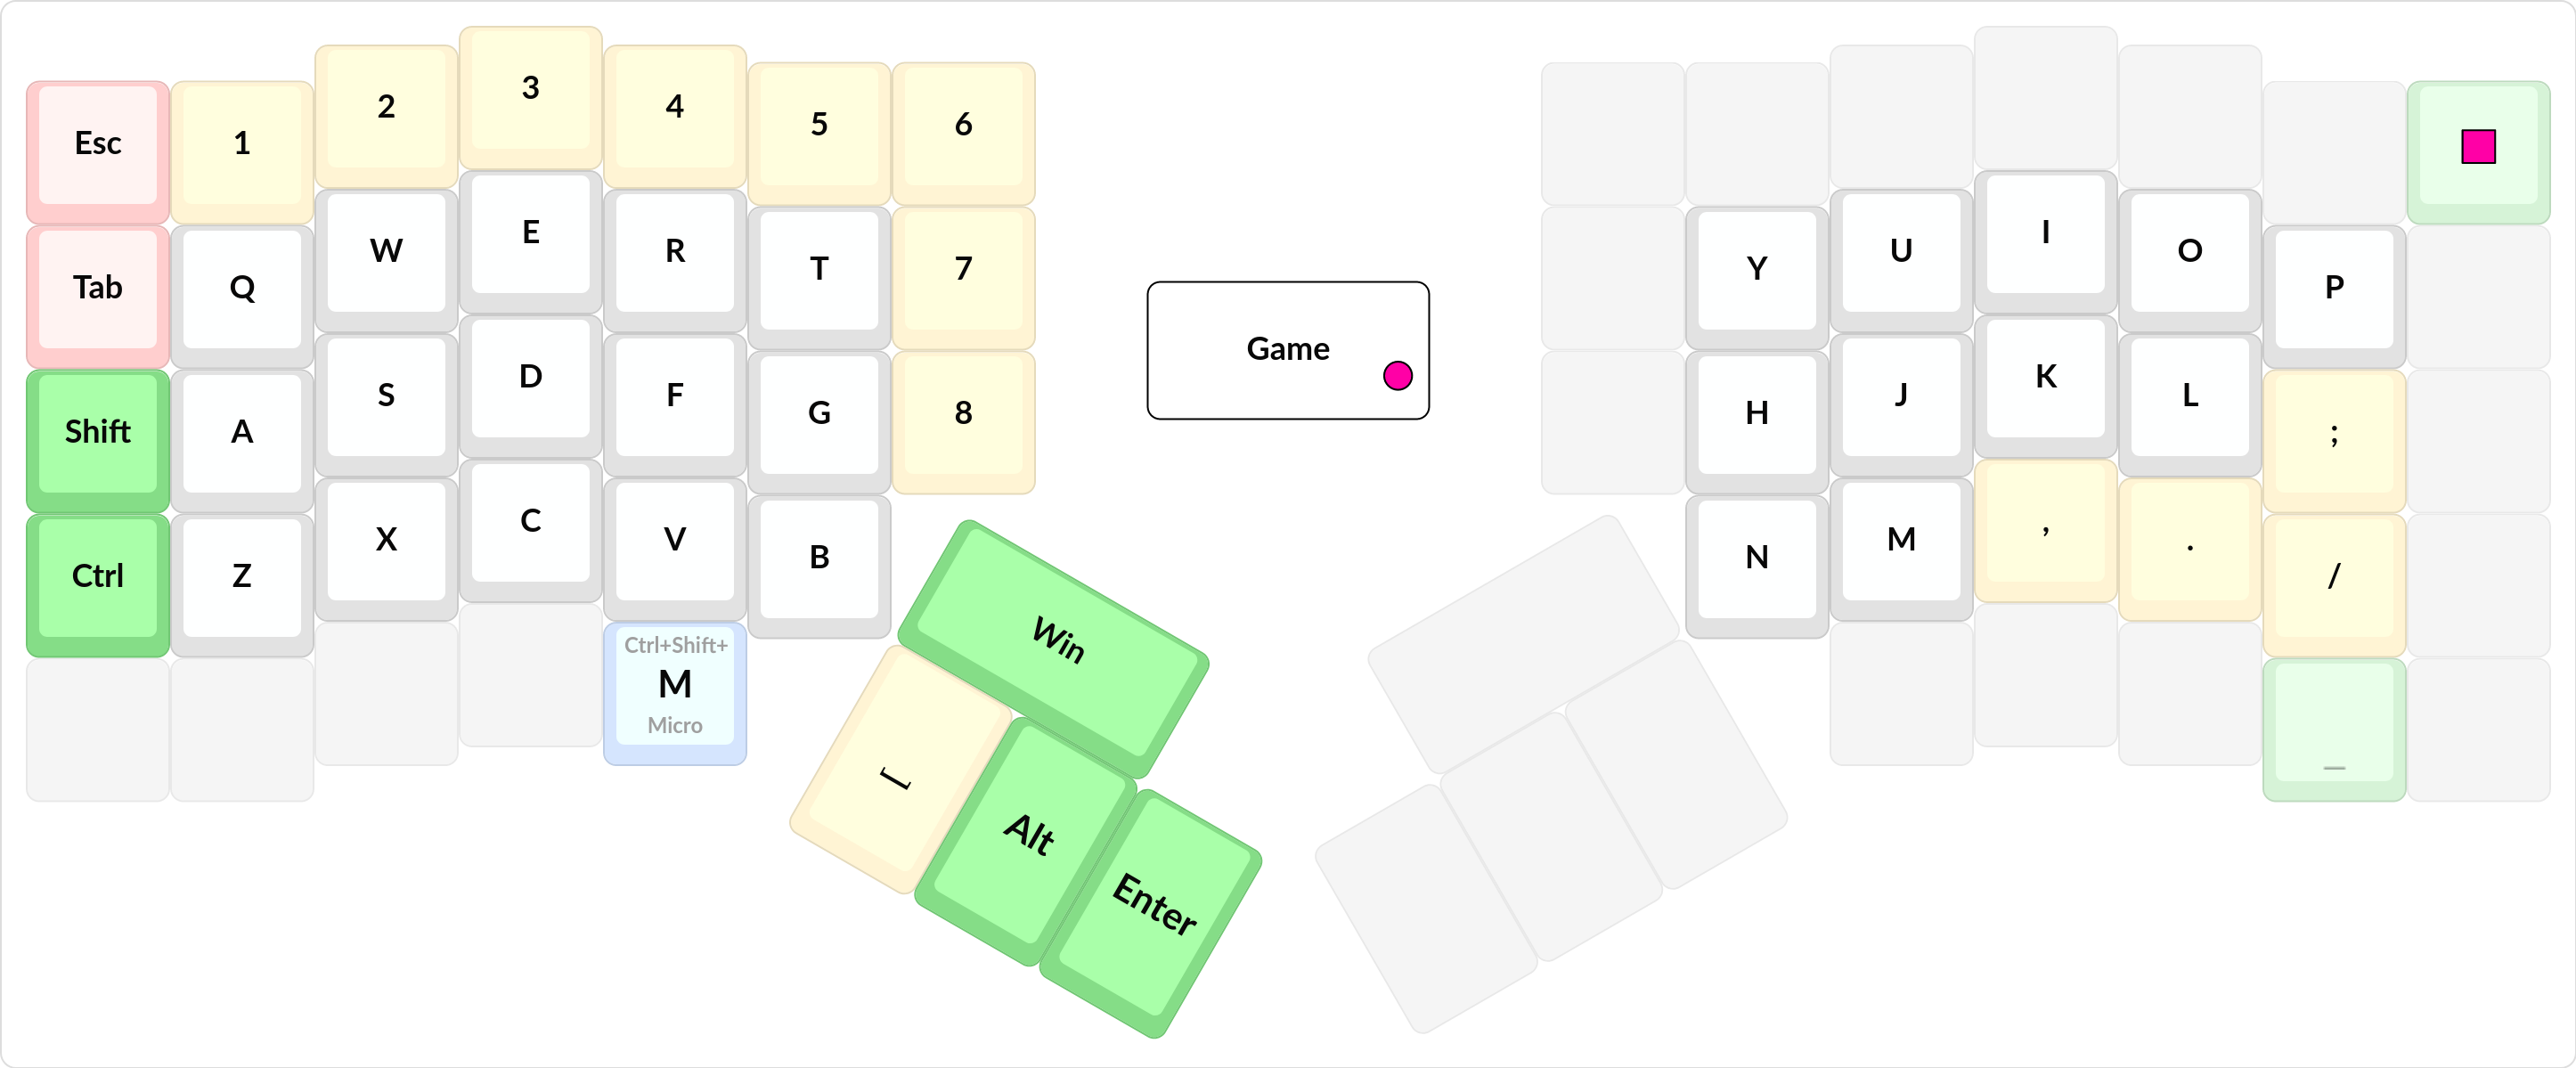 Esc 1 2 3 4 5 6
Tab Q W E R T 7 Y U I O P
Shift A S D F G 8 Game H J K L ;
Ctrl Z X C V B N M , . /
Ctrl+Shift+
M
Micro
Win
Alt
Enter
_